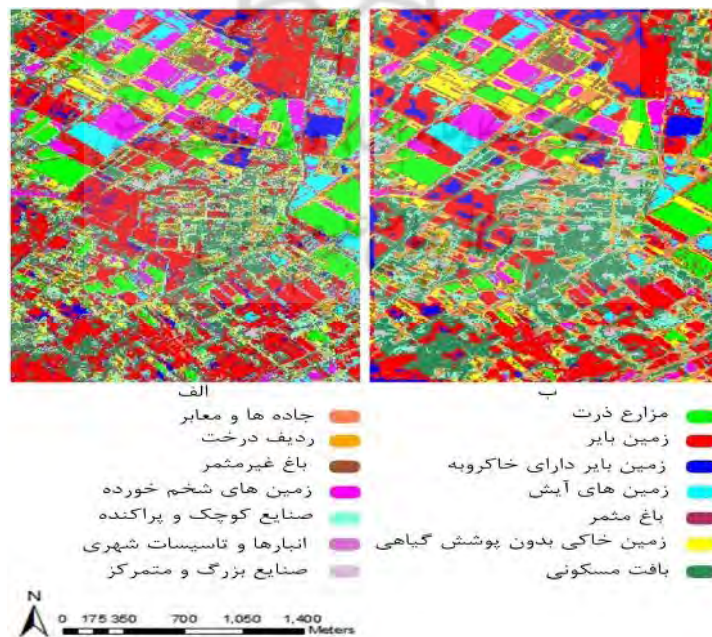 ب الف
مزارع ذرت جاده ها و معابر
زمین بایر ردیف درخت
زمین بایر دارای خاکروبه باغ غیرمثمر
زمین های آیش زمین های شخم خورده
باغ مثمر صنایع کوچک و پراکنده
زمین خاکی بدون پوشش گیاهی انبارها و تاسیسات شهری
بافت مسکونی صنایع بزرگ و متمرکز
N
0 175 350 700 1,050 1,400
Meters